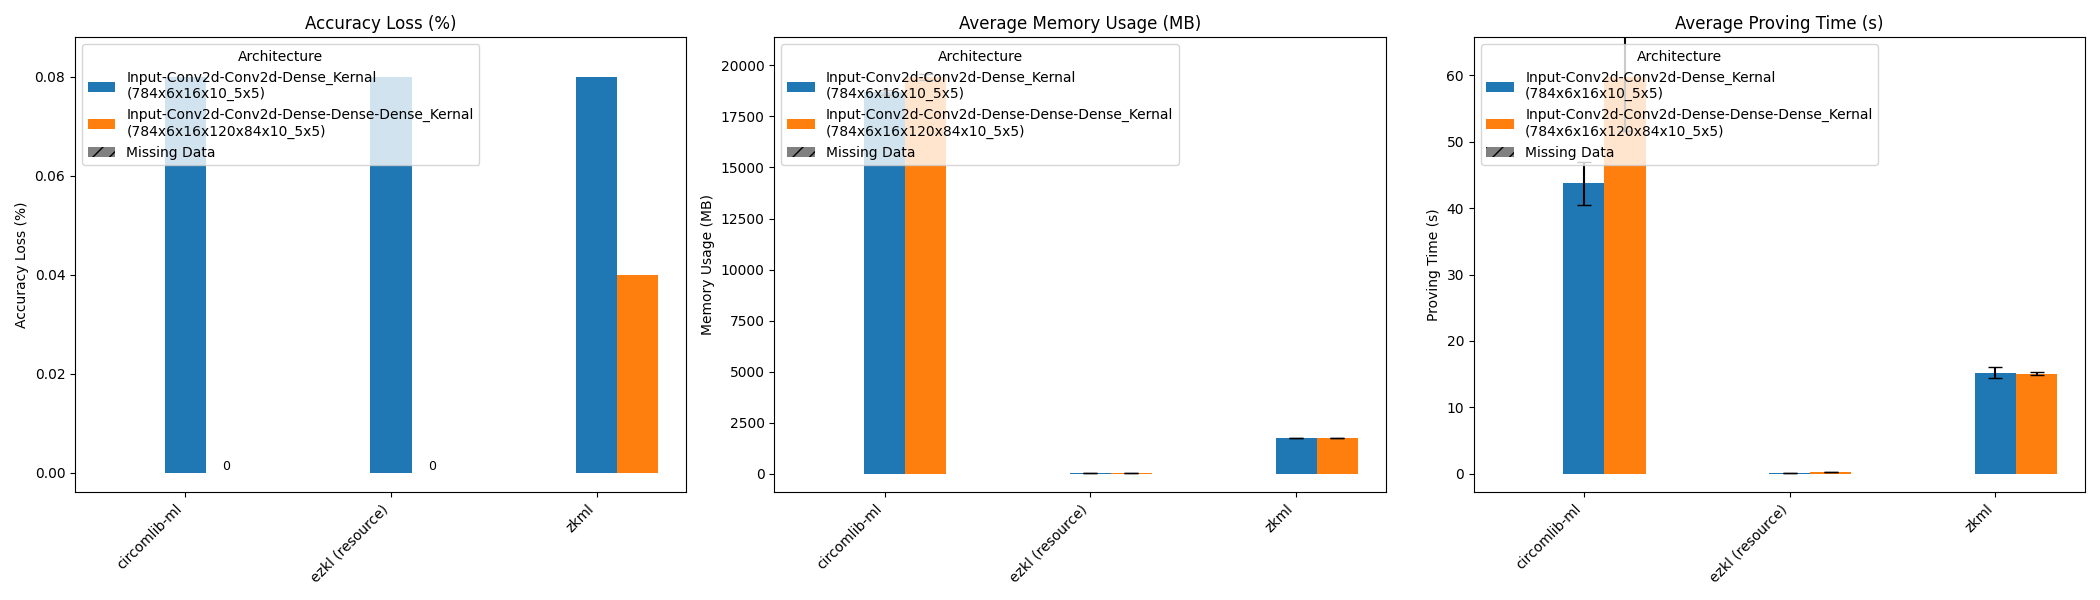 Accuracy Loss (%)
Architecture
Input-Conv2d-Conv2d-Dense_Kernal
(784x6x16x10_5x5)
Input-Conv2d-Conv2d-Dense-Dense-Dense_Kernal
(784x6x16x120x84x10_5x5)
Missing Data
Accuracy Loss (%)
0.08
0.06
0.04
0.02
0.00
0
0
circomlib-ml
ezkl (resource)
zkml
Average Memory Usage (MB)
Architecture
Input-Conv2d-Conv2d-Dense_Kernal
(784x6x16x10_5x5)
Input-Conv2d-Conv2d-Dense-Dense-Dense_Kernal
(784x6x16x120x84x10_5x5)
Missing Data
Memory Usage (MB)
20000
17500
15000
12500
10000
7500
5000
2500
0
circomlib-ml
ezkl (resource)
zkml
Average Proving Time (s)
Architecture
Input-Conv2d-Conv2d-Dense_Kernal
(784x6x16x10_5x5)
Input-Conv2d-Conv2d-Dense-Dense-Dense_Kernal
(784x6x16x120x84x10_5x5)
Missing Data
Proving Time (s)
60
50
40
30
20
10
0
circomlib-ml
ezkl (resource)
zkml